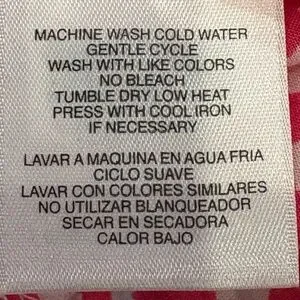 MACHINE WASH COLD WATER
GENTLE CYCLE
WASH WITH LIKE COLORS
NO BLEACH
TUMBLE DRY LOW HEAT
PRESS WITH COOL IRON
IF NECESSARY
LAVAR A MAQUINA EN AGUA FRIA
CICLO SUAVE
LAVAR CON COLORES SIMILARES
NO UTILIZAR BLANQUEADOR
SECAR EN SECADORA
CALOR BAJO